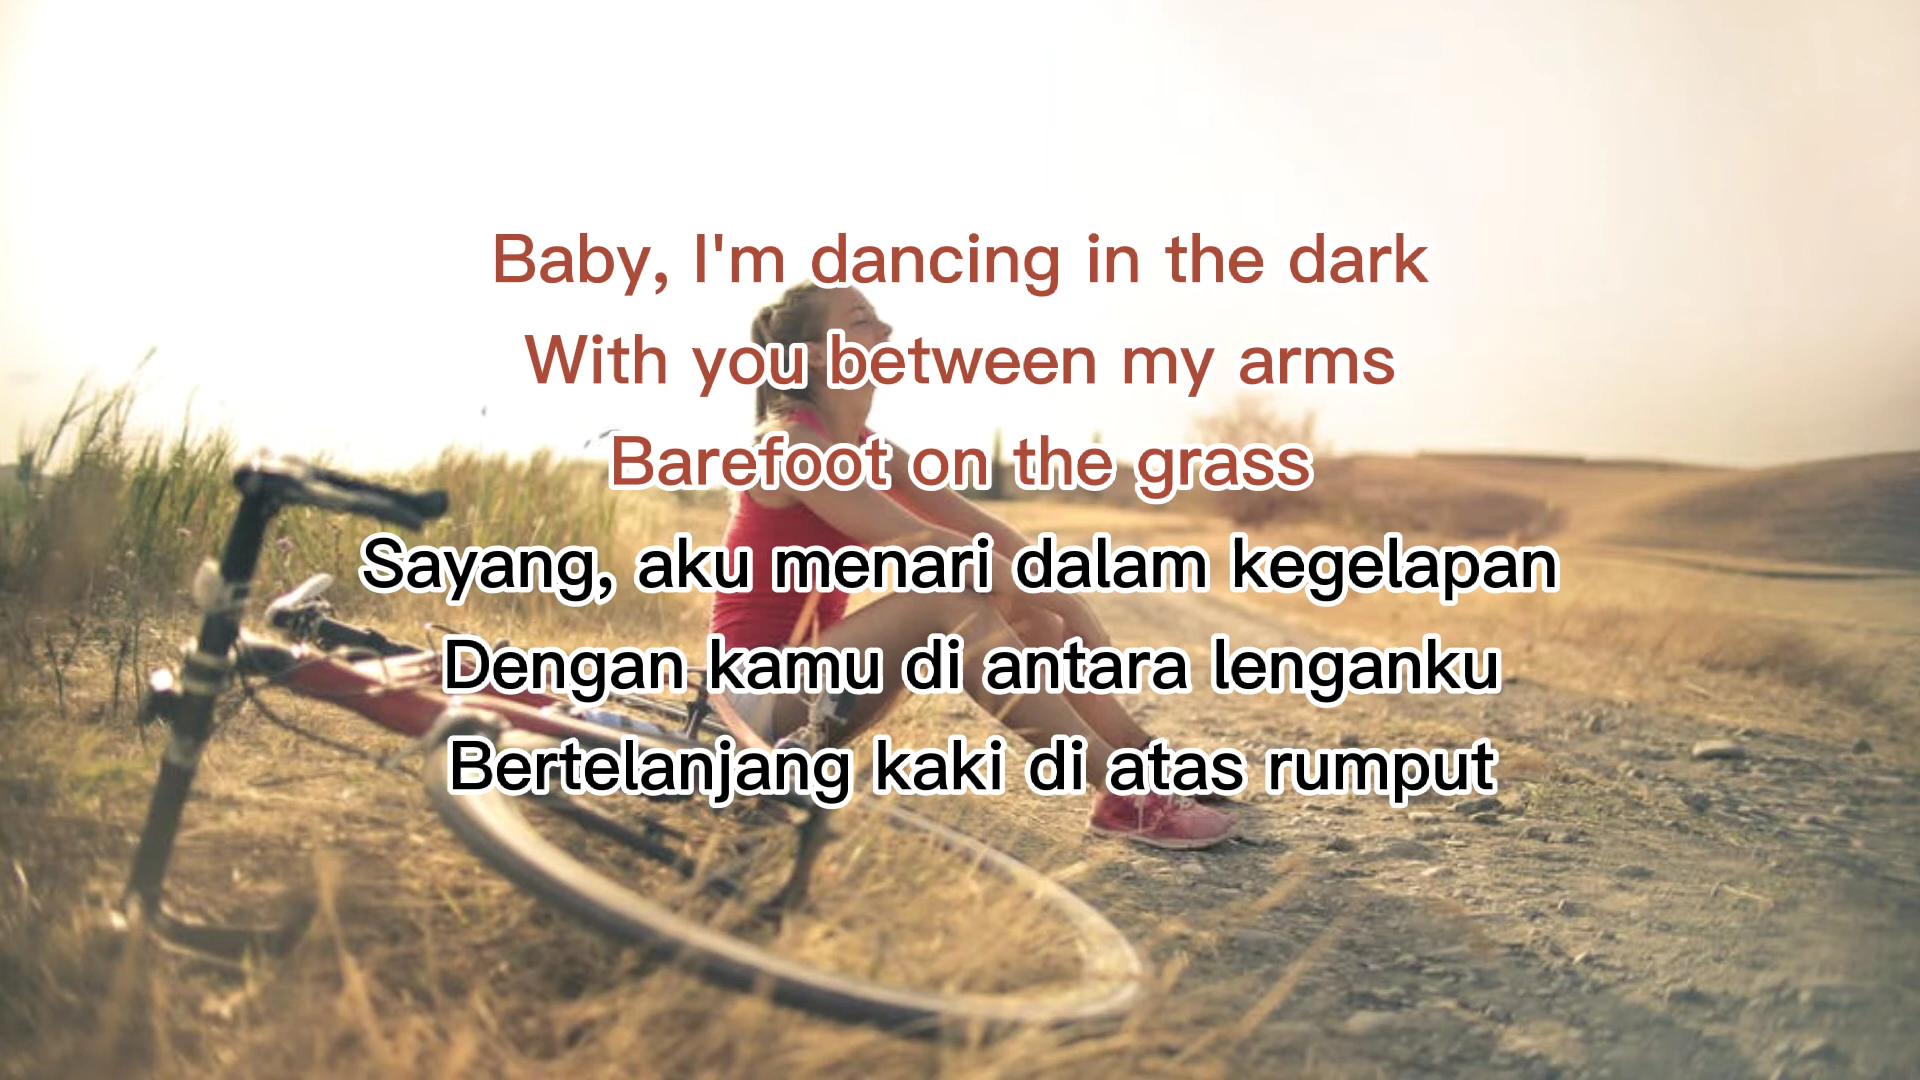 Baby, I'm dancing in the dark
With you between my arms
Barefoot on the grass
Sayang, aku menari dalam kegelapan
Dengan kamu di antara lenganku
Bertelanjang kaki di atas rumput